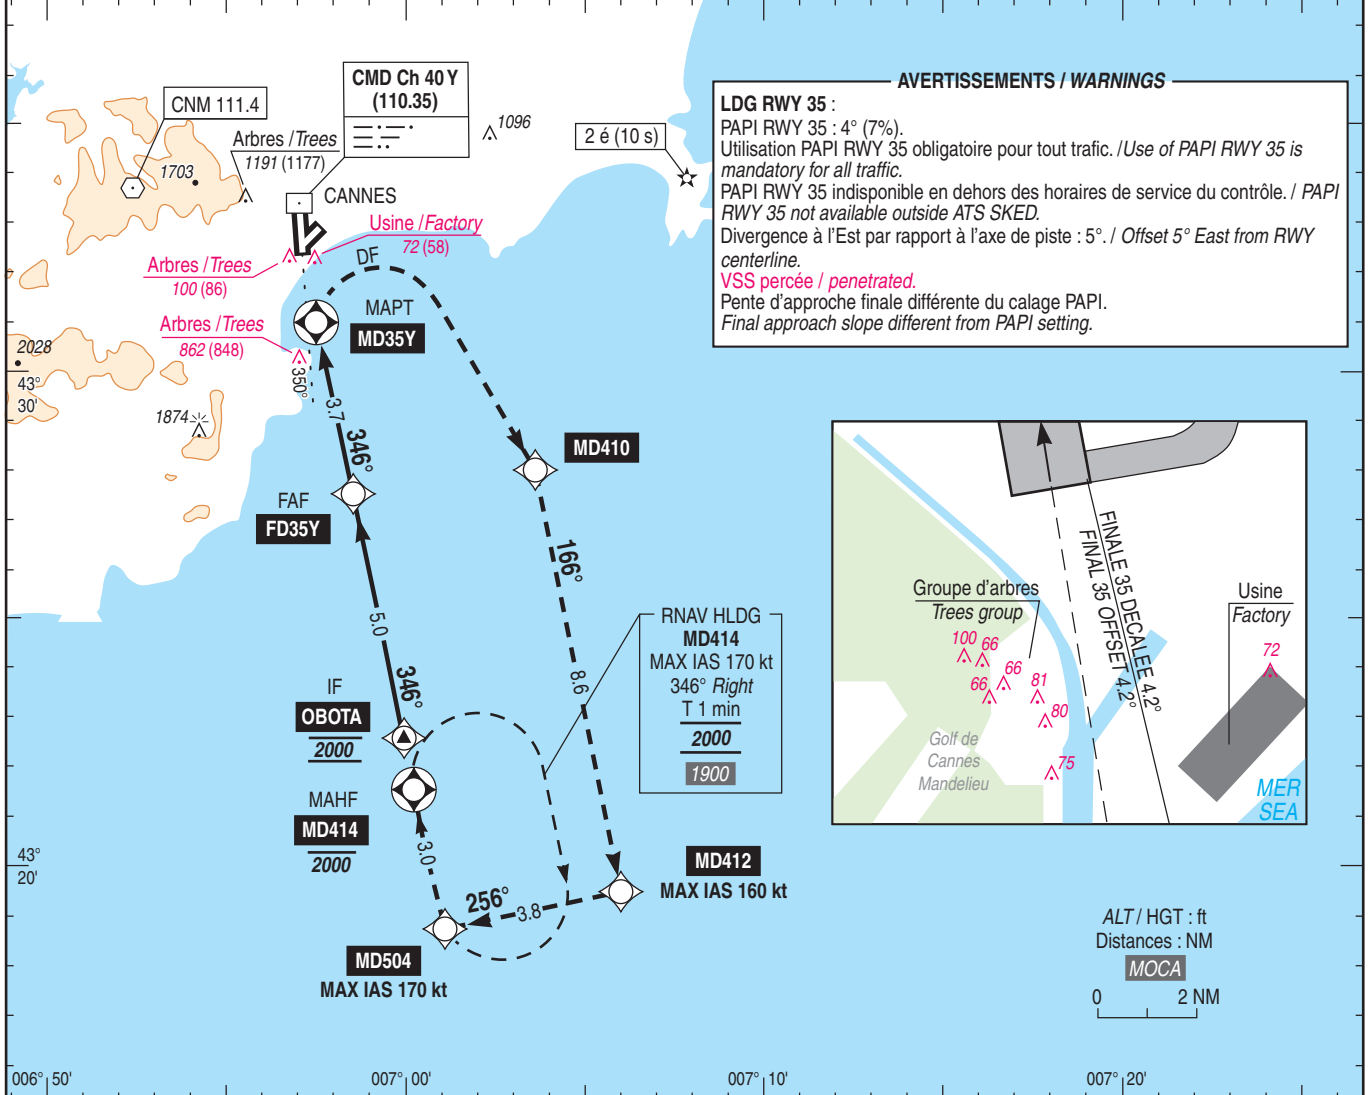 CNM 111.4
CMD Ch 40 Y
(110.35)
Arbres / Trees
1191 (1177)
1096
1703
CANNES
2 é (10 s)
Usine / Factory
72 (58)
DF
Arbres / Trees
100 (86)
MAPT
MD35Y
Arbres / Trees
862 (848)
2028
43°
30'
350°
1874
3.7
346°
MD410
FAF
FD35Y
166°
5.0
346°
8.6
IF
OBOTA
2000
MAHF
MD414
2000
RNAV HLDG
MD414
MAX IAS 170 kt
346° Right
T 1 min
2000
1900
43°
20'
3.0
256°
3.8
MD412
MAX IAS 160 kt
MD504
MAX IAS 170 kt
AVERTISSEMENTS / WARNINGS
LDG RWY 35 :
PAPI RWY 35 : 4° (7%).
Utilisation PAPI RWY 35 obligatoire pour tout trafic. /Use of PAPI RWY 35 is
mandatory for all traffic.
PAPI RWY 35 indisponible en dehors des horaires de service du contrôle. / PAPI
RWY 35 not available outside ATS SKED.
Divergence à l'Est par rapport à l'axe de piste : 5°. / Offset 5° East from RWY
centerline.
VSS percée / penetrated.
Pente d'approche finale différente du calage PAPI.
Final approach slope different from PAPI setting.
FINALE 35 DECALEE 4.2°
FINAL 35 OFFSET 4.2°
Groupe d'arbres
Trees group
Usine
Factory
100
66
66
66
81
80
75
72
Golf de
Cannes
Mandelieu
MER
SEA
ALT / HGT : ft
Distances : NM
MOCA
0 2 NM
006° 50'
007° 00'
007° 10'
007° 20'